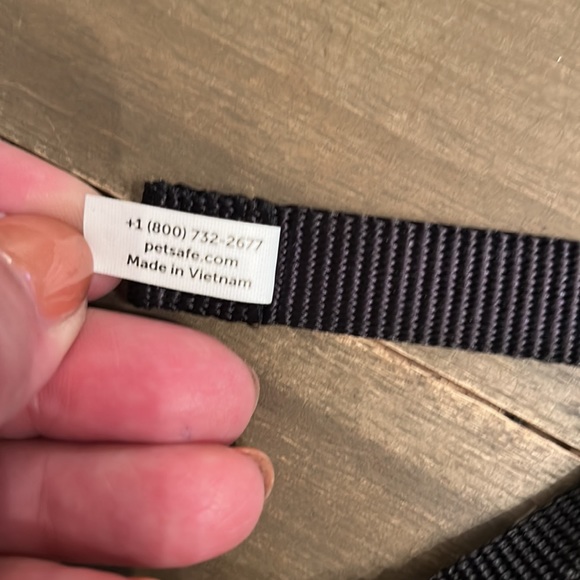 +1 (800) 732-2677
petsafe.com
Made in Vietnam